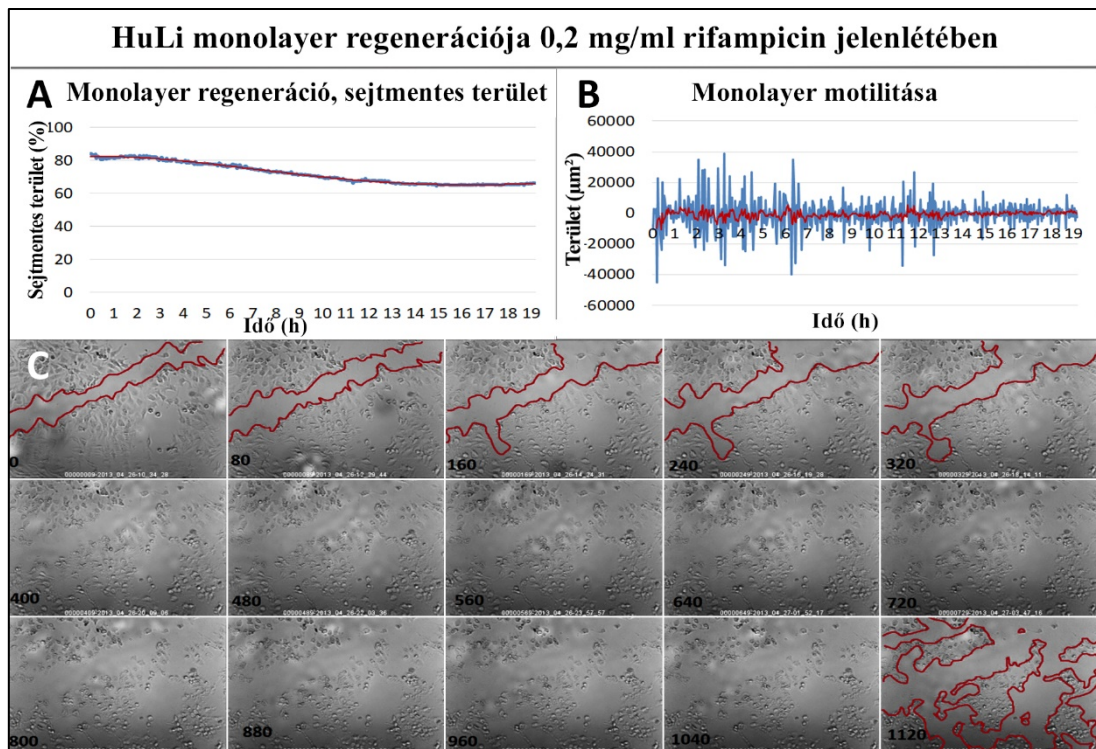 HuLi monolayer regenerációja 0,2 mg/ml rifampicin jelenlétében
A Monolayer regeneráció, sejtmentes terület
Sejtmentes terület (%)
100
80
60
40
20
0
0 1 2 3 4 5 6 7 8 9 10 11 12 13 14 15 16 17 18 19
Idő (h)
B Monolayer motilitása
Terület (µm²)
60000
40000
20000
0
-20000
-40000
-60000
0 1 2 3 4 5 6 7 8 9 10 11 12 13 14 15 16 17 18 19
Idő (h)
C
0
80
160
240
320
400
480
560
640
720
800
880
960
1040
1120